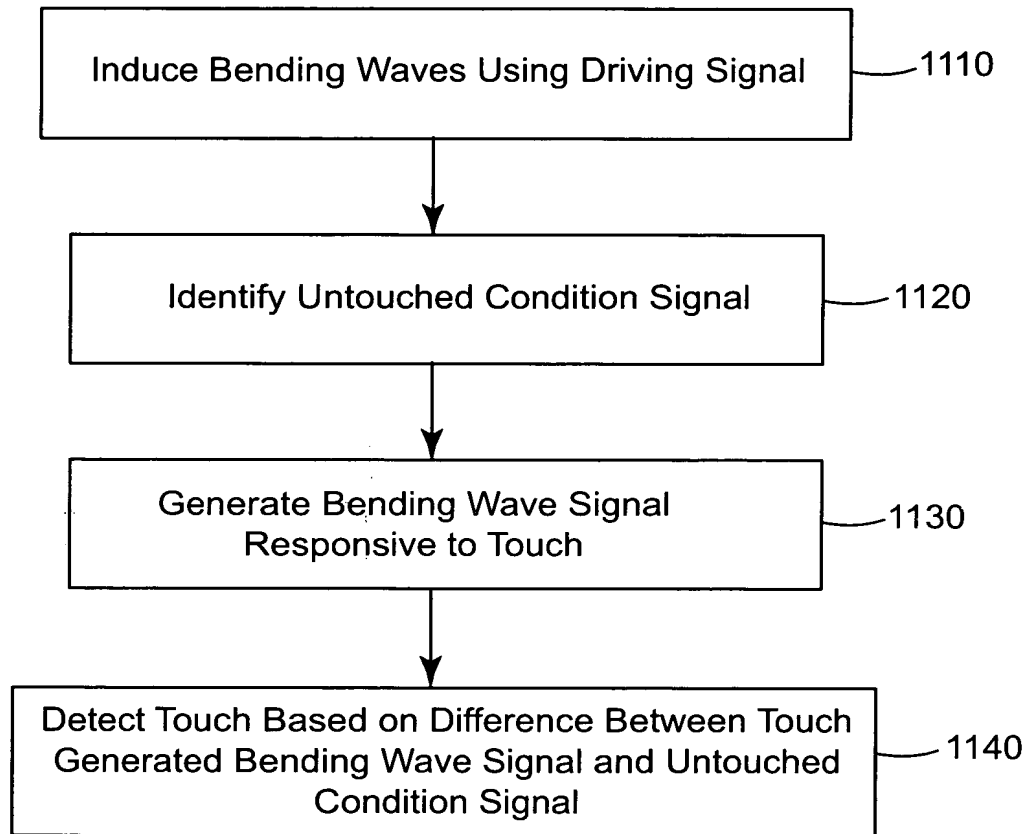 Induce Bending Waves Using Driving Signal
1110
Identify Untouched Condition Signal
1120
Generate Bending Wave Signal
Responsive to Touch
1130
Detect Touch Based on Difference Between Touch
Generated Bending Wave Signal and Untouched
Condition Signal
1140